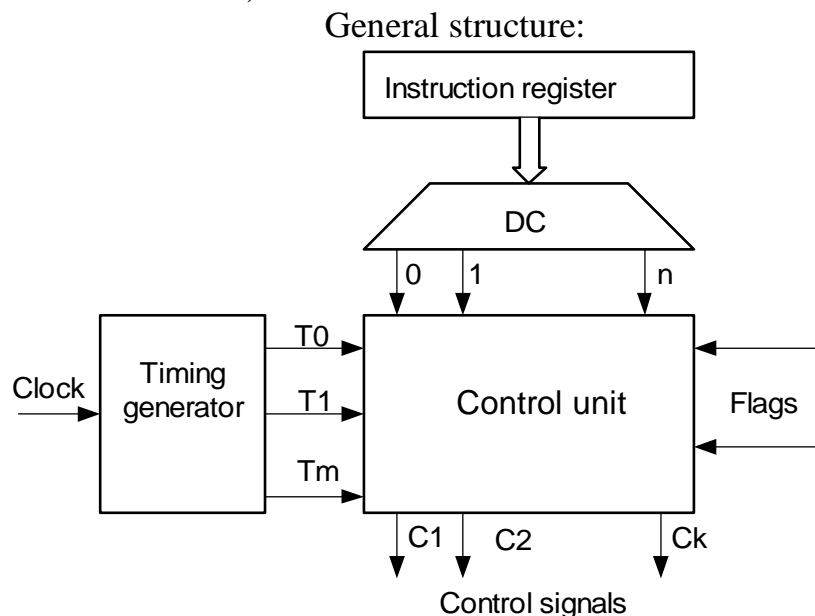 General structure:
Instruction register
DC
0 1 n
T0
Clock
Timing
generator
T1
Control unit
Flags
Tm
C1 C2 Ck
Control signals